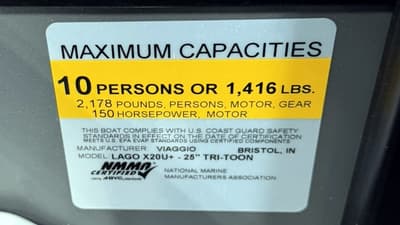 MAXIMUM CAPACITIES
10 PERSONS OR 1,416 LBS.
2,178 POUNDS, PERSONS, MOTOR, GEAR
150 HORSEPOWER, MOTOR
THIS BOAT COMPLIES WITH U.S. COAST GUARD SAFETY
STANDARDS IN EFFECT ON THE DATE OF CERTIFICATION
MEETS U.S. EPA EVAP STANDARDS USING CERTIFIED COMPONENTS
MANUFACTURER: VIAGGIO BRISTOL, IN
MODEL: LAGO X20U+ - 25" TRI-TOON
NMMA
CERTIFIED
NATIONAL MARINE
MANUFACTURERS ASSOCIATION